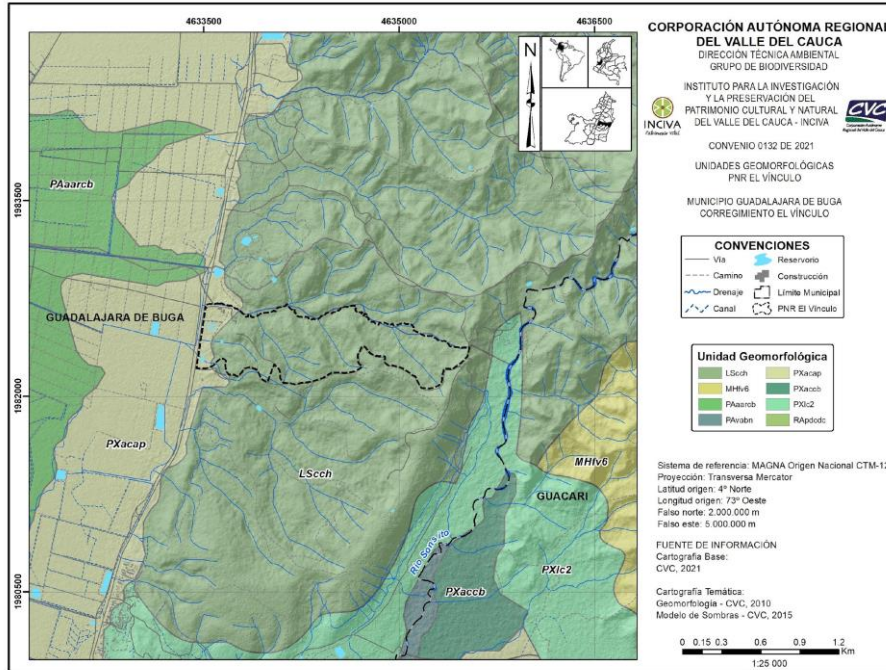 4633500
4635000
4636500
1983500
1982000
1980500
N
PAaarcb
GUADALAJARA DE BUGA
PXacap
LScch
MHfv6
GUACARI
Río Sonsito
PXlc2
PXaccb
CORPORACIÓN AUTÓNOMA REGIONAL
DEL VALLE DEL CAUCA
DIRECCIÓN TÉCNICA AMBIENTAL
GRUPO DE BIODIVERSIDAD
INSTITUTO PARA LA INVESTIGACIÓN
Y LA PRESERVACIÓN DEL
PATRIMONIO CULTURAL Y NATURAL
DEL VALLE DEL CAUCA - INCIVA
INCIVA
CVC
CONVENIO 0132 DE 2021
UNIDADES GEOMORFOLÓGICAS
PNR EL VÍNCULO
MUNICIPIO GUADALAJARA DE BUGA
CORREGIMIENTO EL VÍNCULO
CONVENCIONES
Vía
Reservorio
Camino
Construcción
Drenaje
Límite Municipal
Canal
PNR El Vínculo
Unidad Geomorfológica
LScch
PXacap
MHfv6
PXaccb
PAaarcb
PXlc2
PAvabn
RApdcdc
Sistema de referencia: MAGNA Origen Nacional CTM-12
Proyección: Transversa Mercator
Latitud origen: 4º Norte
Longitud origen: 73º Oeste
Falso norte: 2.000.000 m
Falso este: 5.000.000 m
FUENTE DE INFORMACIÓN
Cartografía Base:
CVC, 2021
Cartografía Temática:
Geomorfología - CVC, 2010
Modelo de Sombras - CVC, 2015
0 0.15 0.3 0.6 0.9 1.2
Km
1:25 000